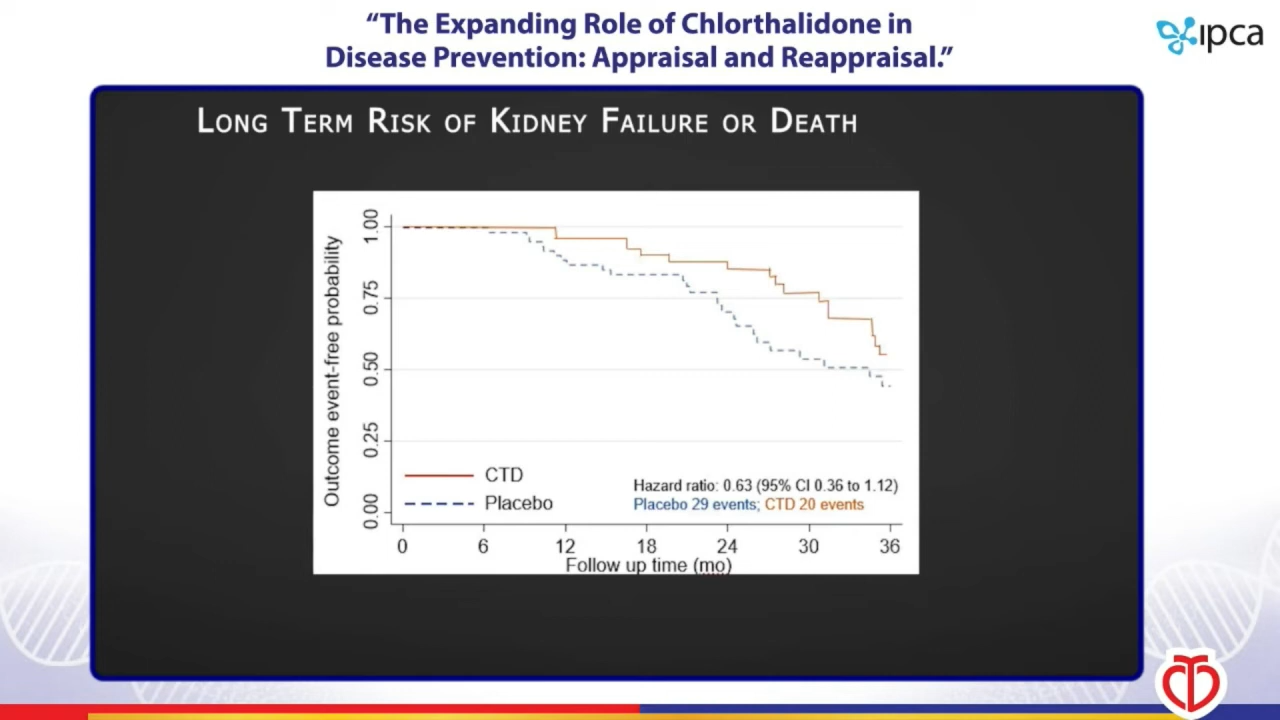 “The Expanding Role of Chlorthalidone in
Disease Prevention: Appraisal and Reappraisal.”
ipca
Long Term Risk of Kidney Failure or Death
Outcome event-free probability
1.00
0.75
0.50
0.25
0.00
CTD
Placebo
Hazard ratio: 0.63 (95% CI 0.36 to 1.12)
Placebo 29 events; CTD 20 events
0 6 12 18 24 30 36
Follow up time (mo)